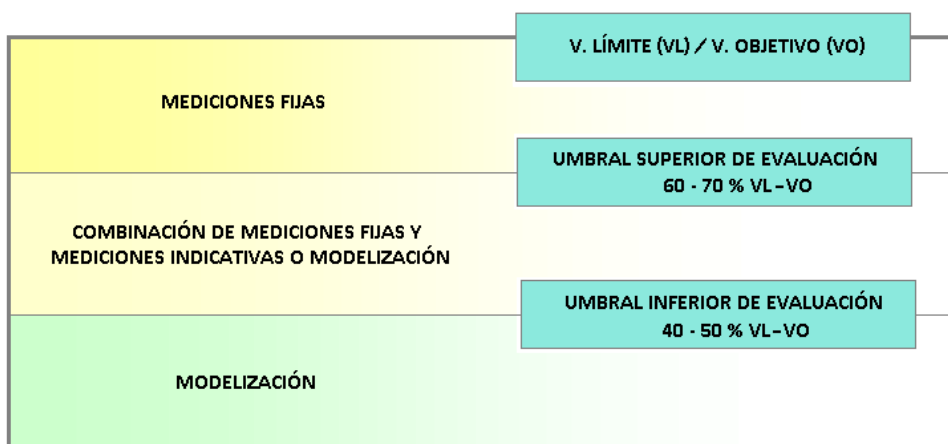 V. LÍMITE (VL) / V. OBJETIVO (VO)
MEDICIONES FIJAS
UMBRAL SUPERIOR DE EVALUACIÓN
60 - 70 % VL-VO
COMBINACIÓN DE MEDICIONES FIJAS Y
MEDICIONES INDICATIVAS O MODELIZACIÓN
UMBRAL INFERIOR DE EVALUACIÓN
40 - 50 % VL-VO
MODELIZACIÓN